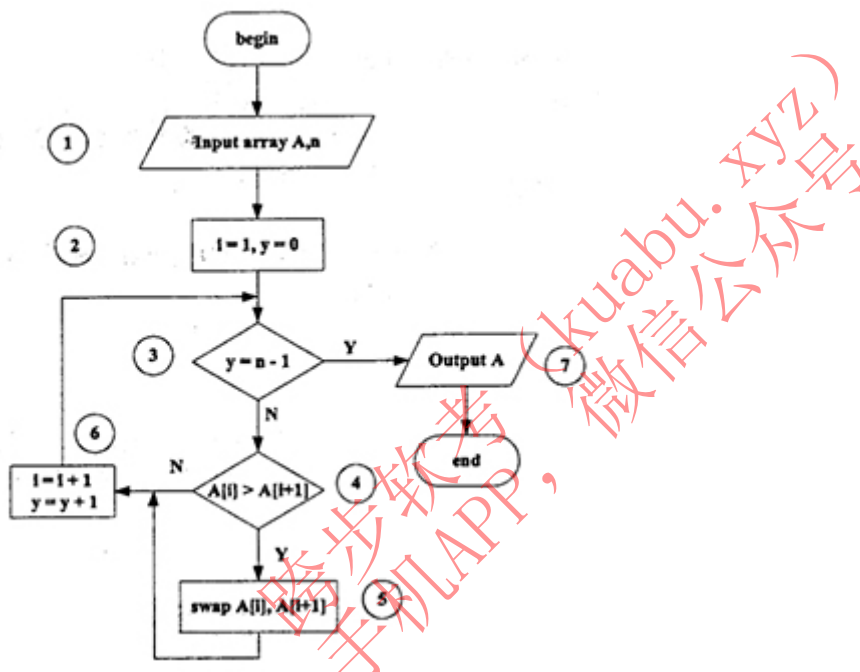 begin
1
Input array A,n
2
i = 1, y = 0
3
y = n - 1
Y
Output A
7
N
end
6
i = i + 1
y = y + 1
N
A[i] > A[i+1]
4
Y
swap A[i], A[i+1]
5
跨步软考（kuabu.xyz）
手机APP，微信公众号